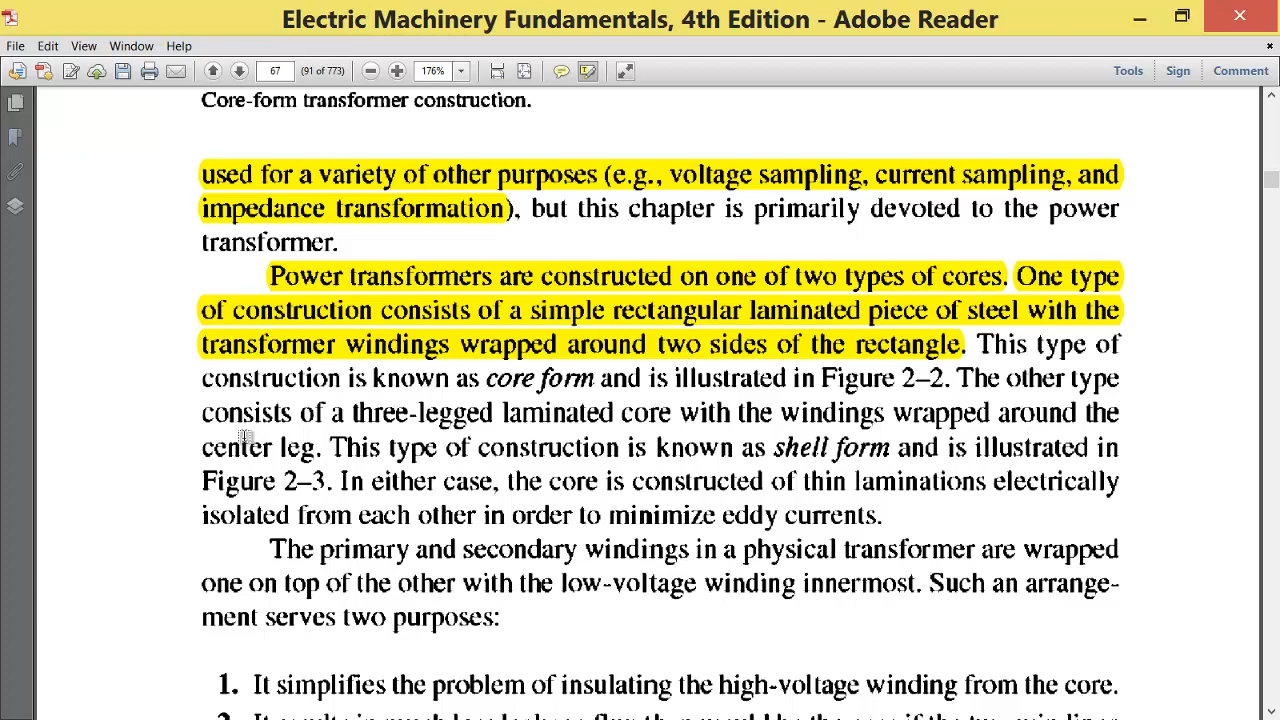 Electric Machinery Fundamentals, 4th Edition - Adobe Reader
File Edit View Window Help
67 (91 of 773) 176% Tools Sign Comment
Core-form transformer construction.
used for a variety of other purposes (e.g., voltage sampling, current sampling, and
impedance transformation), but this chapter is primarily devoted to the power
transformer.
Power transformers are constructed on one of two types of cores. One type
of construction consists of a simple rectangular laminated piece of steel with the
transformer windings wrapped around two sides of the rectangle. This type of
construction is known as core form and is illustrated in Figure 2–2. The other type
consists of a three-legged laminated core with the windings wrapped around the
center leg. This type of construction is known as shell form and is illustrated in
Figure 2–3. In either case, the core is constructed of thin laminations electrically
isolated from each other in order to minimize eddy currents.
The primary and secondary windings in a physical transformer are wrapped
one on top of the other with the low-voltage winding innermost. Such an arrange-
ment serves two purposes:
1. It simplifies the problem of insulating the high-voltage winding from the core.